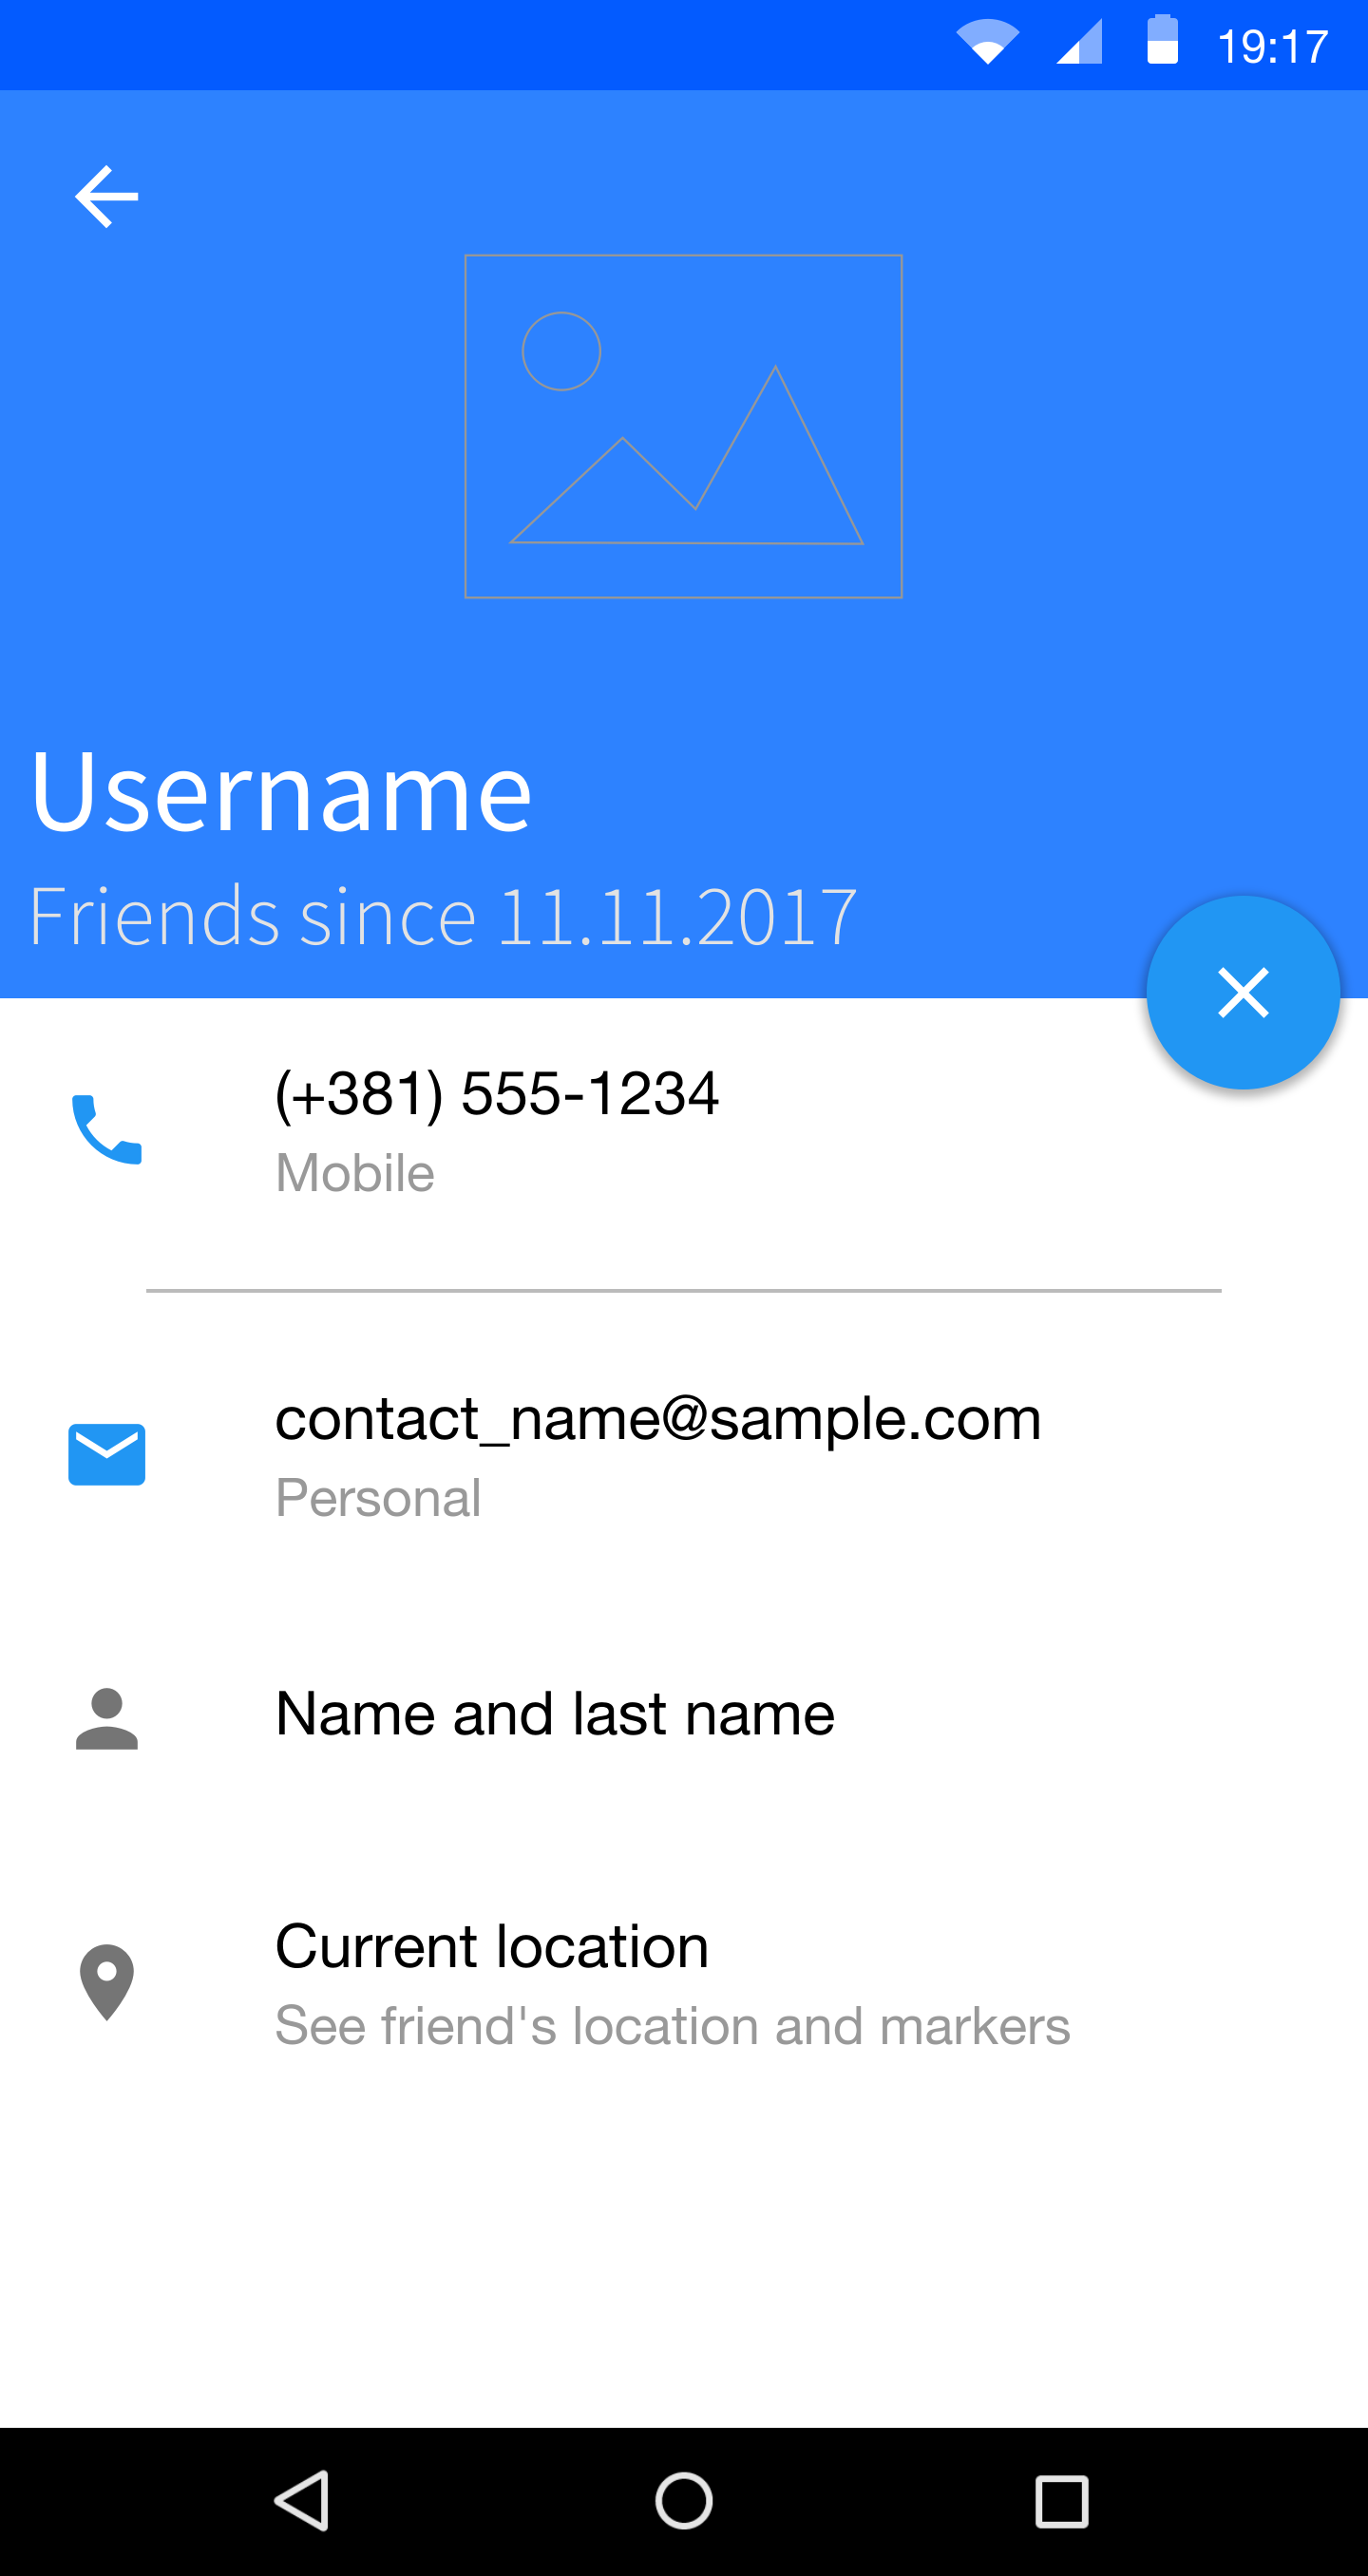 19:17
Username
Friends since 11.11.2017
(+381) 555-1234
Mobile
contact_name@sample.com
Personal
Name and last name
Current location
See friend's location and markers